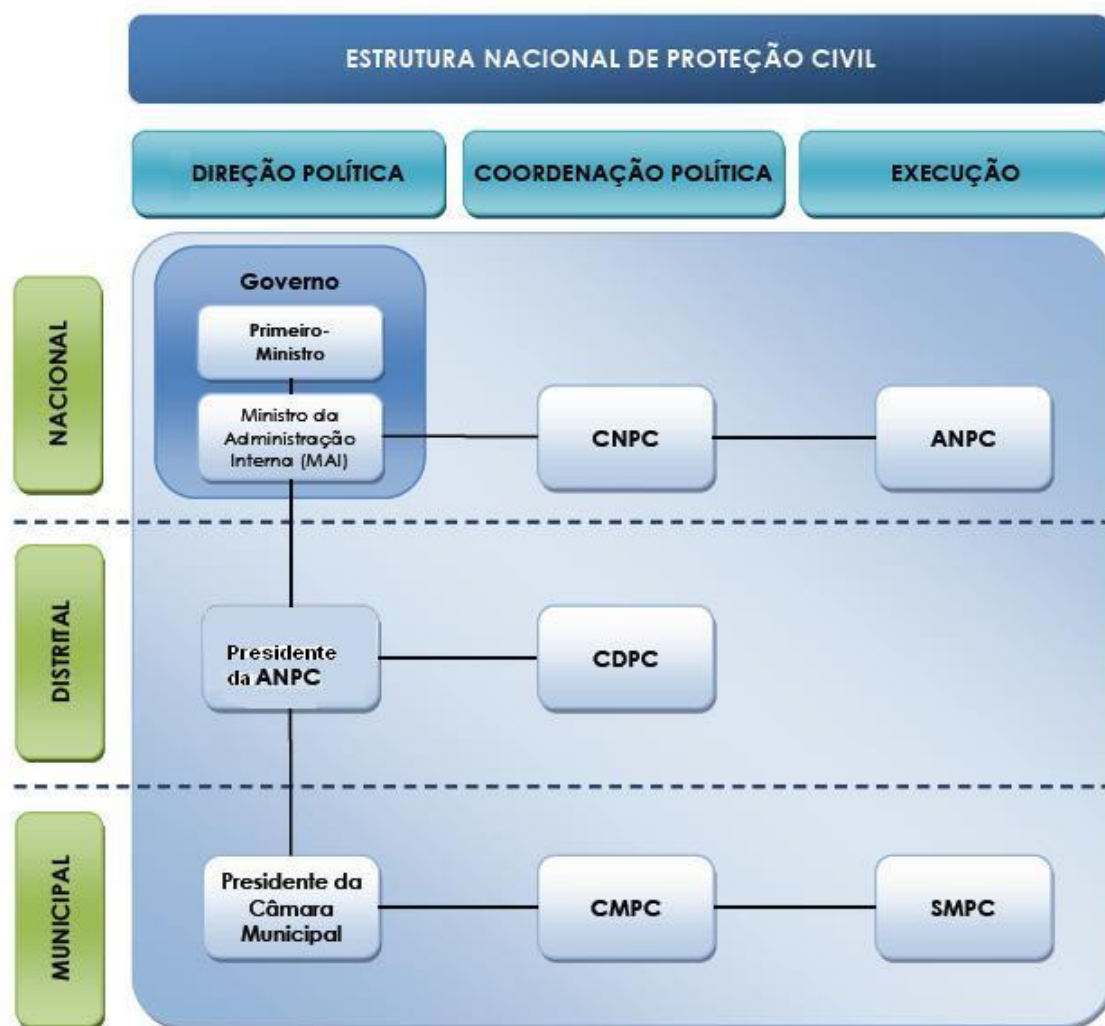 ESTRUTURA NACIONAL DE PROTEÇÃO CIVIL
DIREÇÃO POLÍTICA
COORDENAÇÃO POLÍTICA
EXECUÇÃO
NACIONAL
Governo
Primeiro-
Ministro
Ministro da
Administração
Interna (MAI)
CNPC
ANPC
DISTRITAL
Presidente
da ANPC
CDPC
MUNICIPAL
Presidente da
Câmara
Municipal
CMPC
SMPC